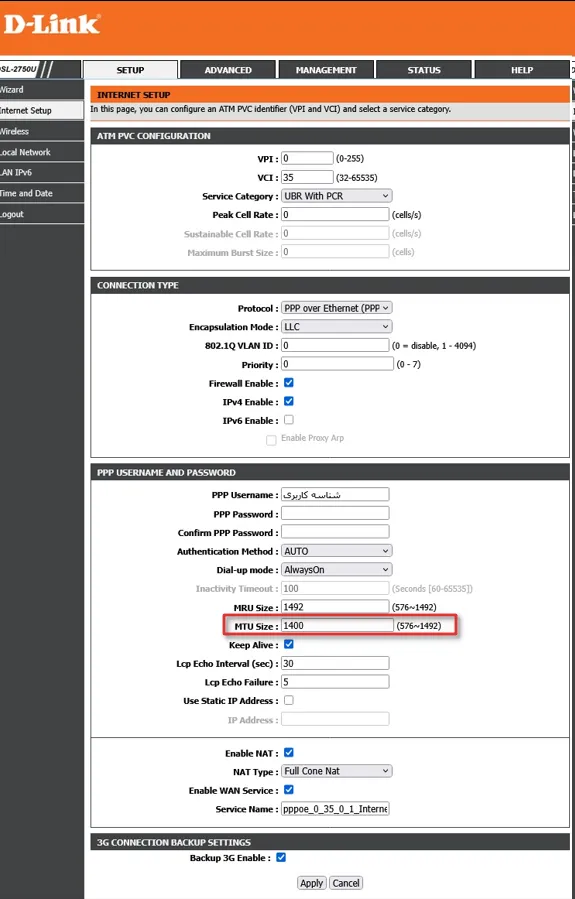 D-Link
DSL-2750U
SETUP ADVANCED MANAGEMENT STATUS HELP
Wizard
Internet Setup
Wireless
Local Network
LAN IPv6
Time and Date
Logout
INTERNET SETUP
In this page, you can configure an ATM PVC identifier (VPI and VCI) and select a service category.
ATM PVC CONFIGURATION
VPI : 0 (0-255)
VCI : 35 (32-65535)
Service Category : UBR With PCR
Peak Cell Rate : 0 (cells/s)
Sustainable Cell Rate : 0 (cells/s)
Maximum Burst Size : 0 (cells)
CONNECTION TYPE
Protocol : PPP over Ethernet (PPP
Encapsulation Mode : LLC
802.1Q VLAN ID : 0 (0 = disable, 1 - 4094)
Priority : 0 (0 - 7)
Firewall Enable :
IPv4 Enable :
IPv6 Enable :
Enable Proxy Arp
PPP USERNAME AND PASSWORD
PPP Username : شناسه کاربری
PPP Password :
Confirm PPP Password :
Authentication Method : AUTO
Dial-up mode : AlwaysOn
Inactivity Timeout : 100 (Seconds [60-65535])
MRU Size : 1492 (576~1492)
MTU Size : 1400 (576~1492)
Keep Alive :
Lcp Echo Interval (sec) : 30
Lcp Echo Failure : 5
Use Static IP Address :
IP Address :
Enable NAT :
NAT Type : Full Cone Nat
Enable WAN Service :
Service Name : pppoe_0_35_0_1_Interne
3G CONNECTION BACKUP SETTINGS
Backup 3G Enable :
Apply Cancel